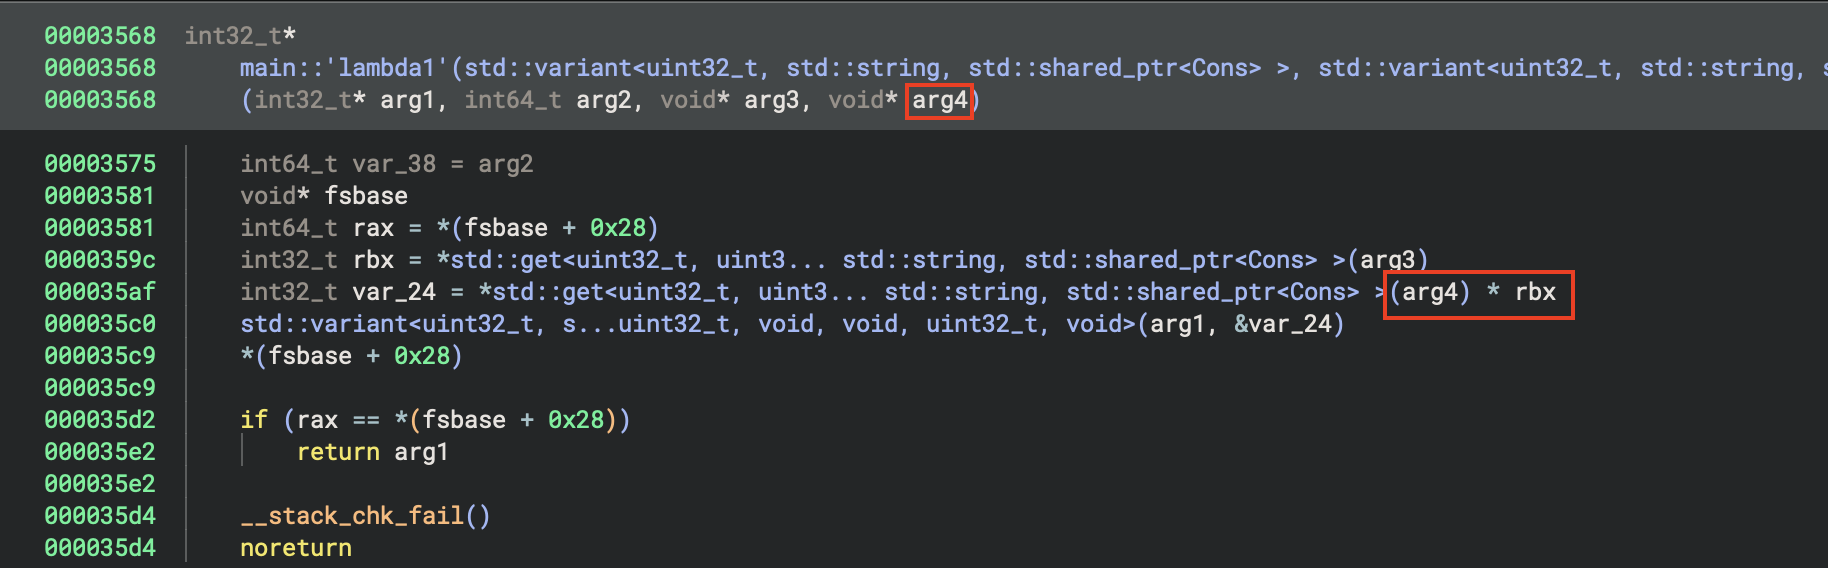 00003568 int32_t*
00003568 main::'lambda1'(std::variant<uint32_t, std::string, std::shared_ptr<Cons> >, std::variant<uint32_t, std::string, s
00003568 (int32_t* arg1, int64_t arg2, void* arg3, void* arg4)
00003575 int64_t var_38 = arg2
00003581 void* fsbase
00003581 int64_t rax = *(fsbase + 0x28)
0000359c int32_t rbx = *std::get<uint32_t, uint3... std::string, std::shared_ptr<Cons> >(arg3)
000035af int32_t var_24 = *std::get<uint32_t, uint3... std::string, std::shared_ptr<Cons> >(arg4) * rbx
000035c0 std::variant<uint32_t, s...uint32_t, void, void, uint32_t, void>(arg1, &var_24)
000035c9 *(fsbase + 0x28)
000035c9
000035d2 if (rax == *(fsbase + 0x28))
000035e2 return arg1
000035e2
000035d4 __stack_chk_fail()
000035d4 noreturn